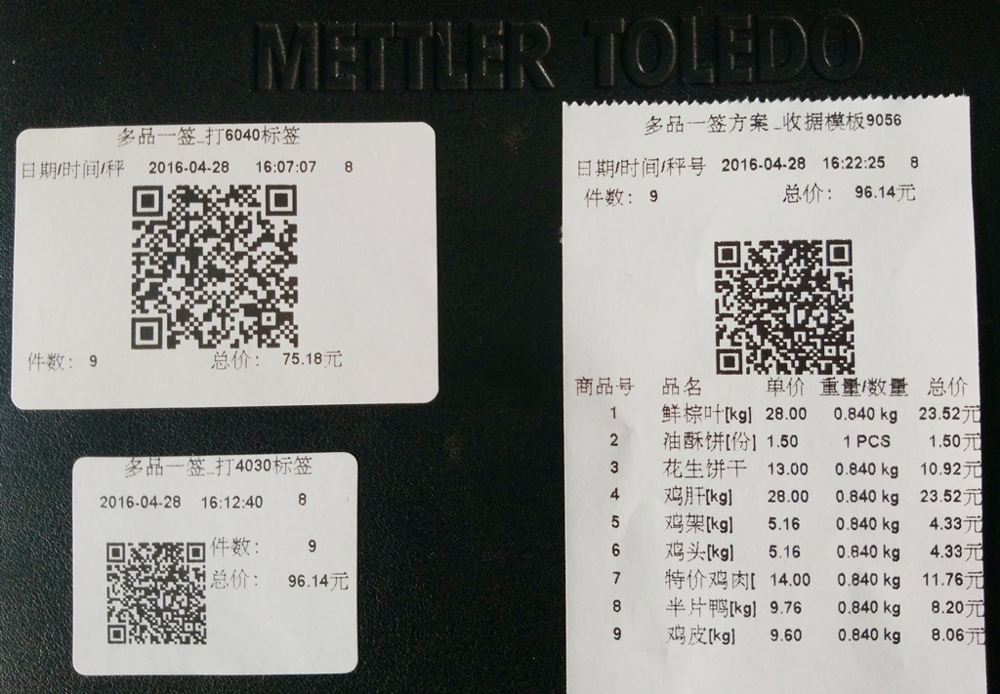 METTLER TOLEDO
多品一签_打6040标签
日期/时间/秤 2016-04-28 16:07:07 8
件数: 9 总价: 75.18元
多品一签_打4030标签
2016-04-28 16:12:40 8
件数: 9
总价: 96.14元
多品一签方案_收据模板9056
日期/时间/秤号 2016-04-28 16:22:25 8
件数: 9 总价: 96.14元
商品号 品名 单价 重量/数量 总价
1 鲜棕叶[kg] 28.00 0.840 kg 23.52元
2 油酥饼[份] 1.50 1 PCS 1.50元
3 花生饼干 13.00 0.840 kg 10.92元
4 鸡肝[kg] 28.00 0.840 kg 23.52元
5 鸡架[kg] 5.16 0.840 kg 4.33元
6 鸡头[kg] 5.16 0.840 kg 4.33元
7 特价鸡肉[ 14.00 0.840 kg 11.76元
8 半片鸭[kg] 9.76 0.840 kg 8.20元
9 鸡皮[kg] 9.60 0.840 kg 8.06元